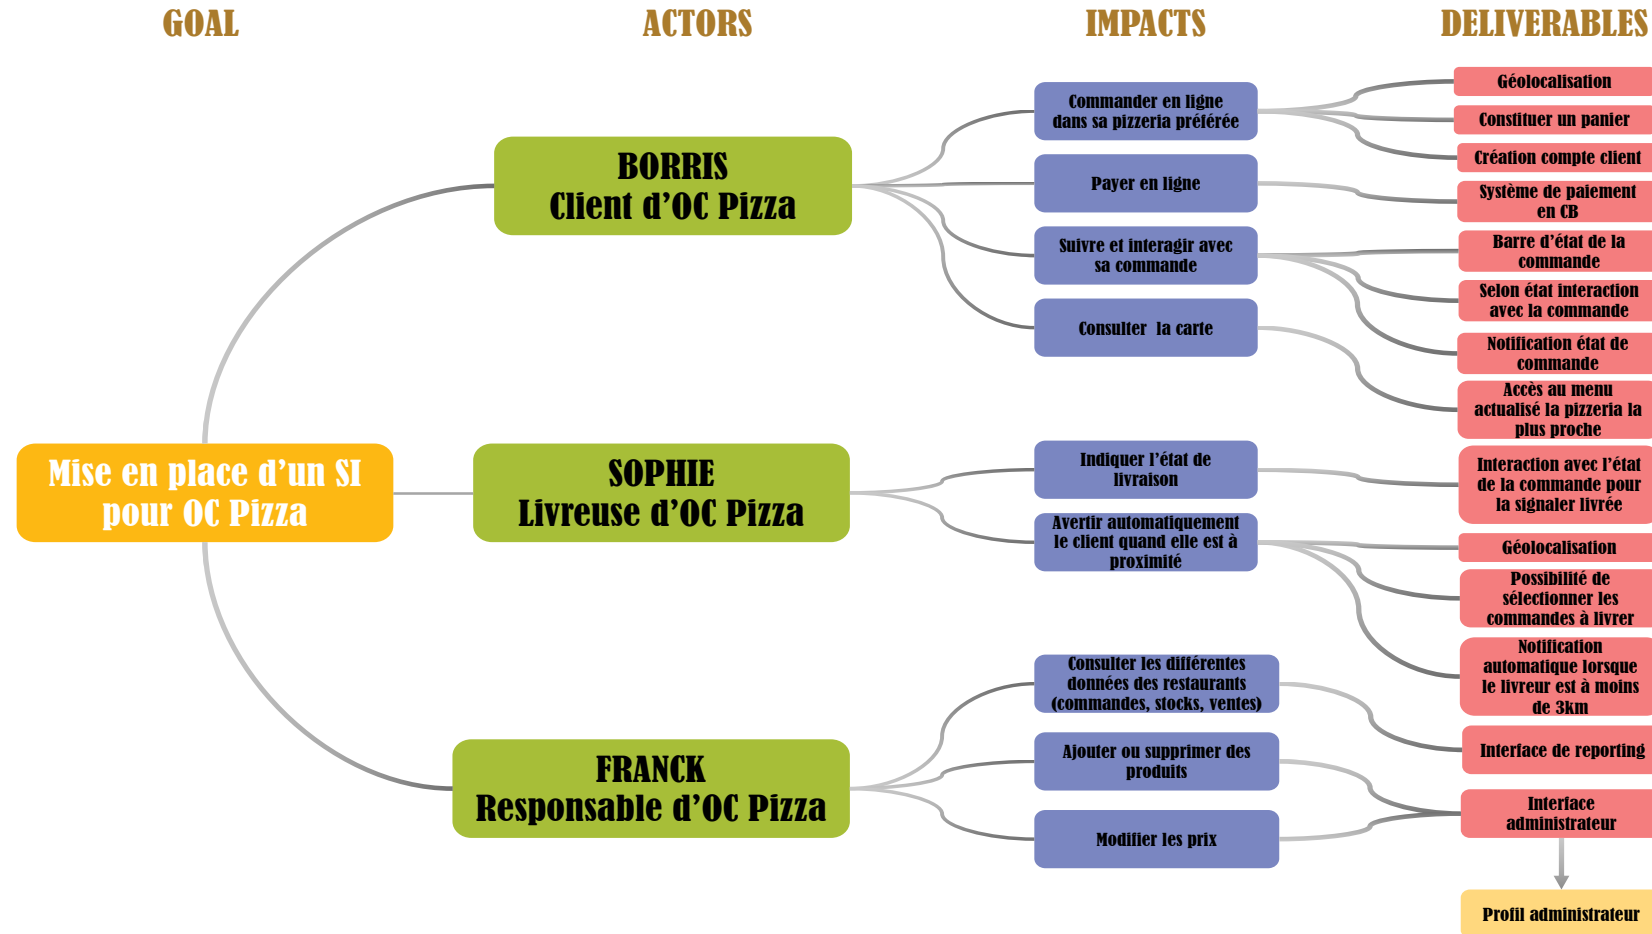 GOAL
ACTORS
IMPACTS
DELIVERABLES
Mise en place d’un SI
pour OC Pizza
BORRIS
Client d’OC Pizza
Commander en ligne
dans sa pizzeria préférée
Géolocalisation
Constituer un panier
Création compte client
Payer en ligne
Système de paiement
en CB
Suivre et interagir avec
sa commande
Barre d’état de la
commande
Selon état interaction
avec la commande
Notification état de
commande
Consulter la carte
Accès au menu
actualisé la pizzeria la
plus proche
SOPHIE
Livreuse d’OC Pizza
Indiquer l’état de
livraison
Interaction avec l’état
de la commande pour
la signaler livrée
Avertir automatiquement
le client quand elle est à
proximité
Géolocalisation
Possibilité de
sélectionner les
commandes à livrer
Notification
automatique lorsque
le livreur est à moins
de 3km
FRANCK
Responsable d’OC Pizza
Consulter les différentes
données des restaurants
(commandes, stocks, ventes)
Interface de reporting
Ajouter ou supprimer des
produits
Modifier les prix
Interface
administrateur
Profil administrateur